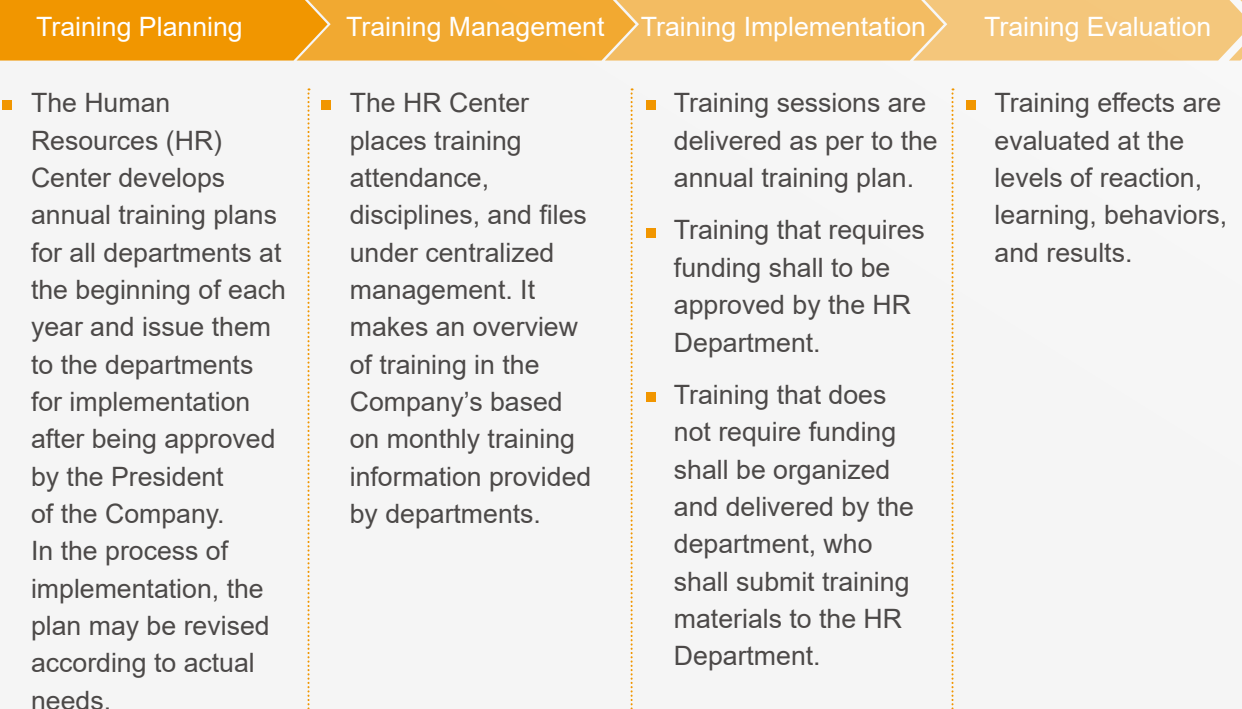 Training Planning
Training Management
Training Implementation
Training Evaluation
The Human
Resources (HR)
Center develops
annual training plans
for all departments at
the beginning of each
year and issue them
to the departments
for implementation
after being approved
by the President
of the Company.
In the process of
implementation, the
plan may be revised
according to actual
needs.
The HR Center
places training
attendance,
disciplines, and files
under centralized
management. It
makes an overview
of training in the
Company’s based
on monthly training
information provided
by departments.
Training sessions are
delivered as per to the
annual training plan.
Training that requires
funding shall to be
approved by the HR
Department.
Training that does
not require funding
shall be organized
and delivered by the
department, who
shall submit training
materials to the HR
Department.
Training effects are
evaluated at the
levels of reaction,
learning, behaviors,
and results.